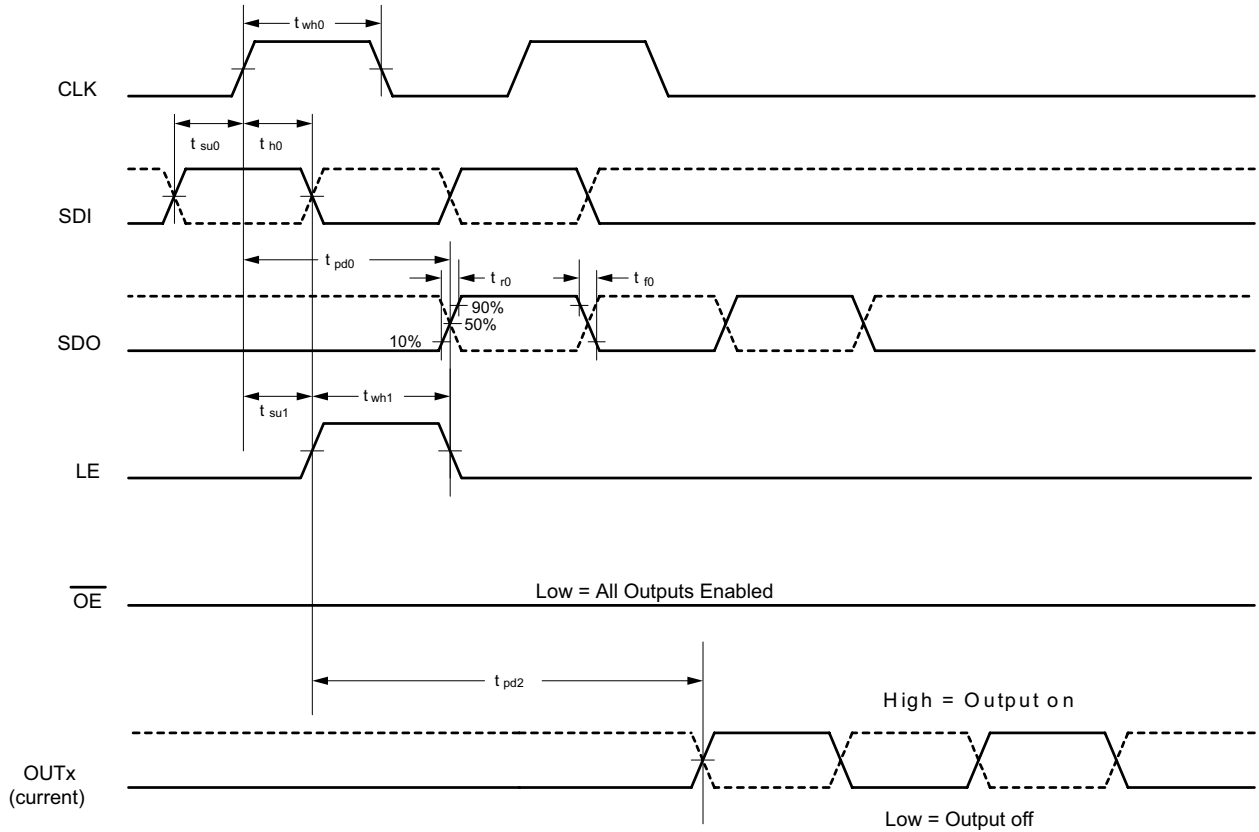 t wh0
CLK
t su0
t h0
SDI
t pd0
t r0
t f0
90%
50%
SDO
10%
t su1
t wh1
LE
OE
Low = All Outputs Enabled
t pd2
High = Output on
OUTx
(current)
Low = Output off